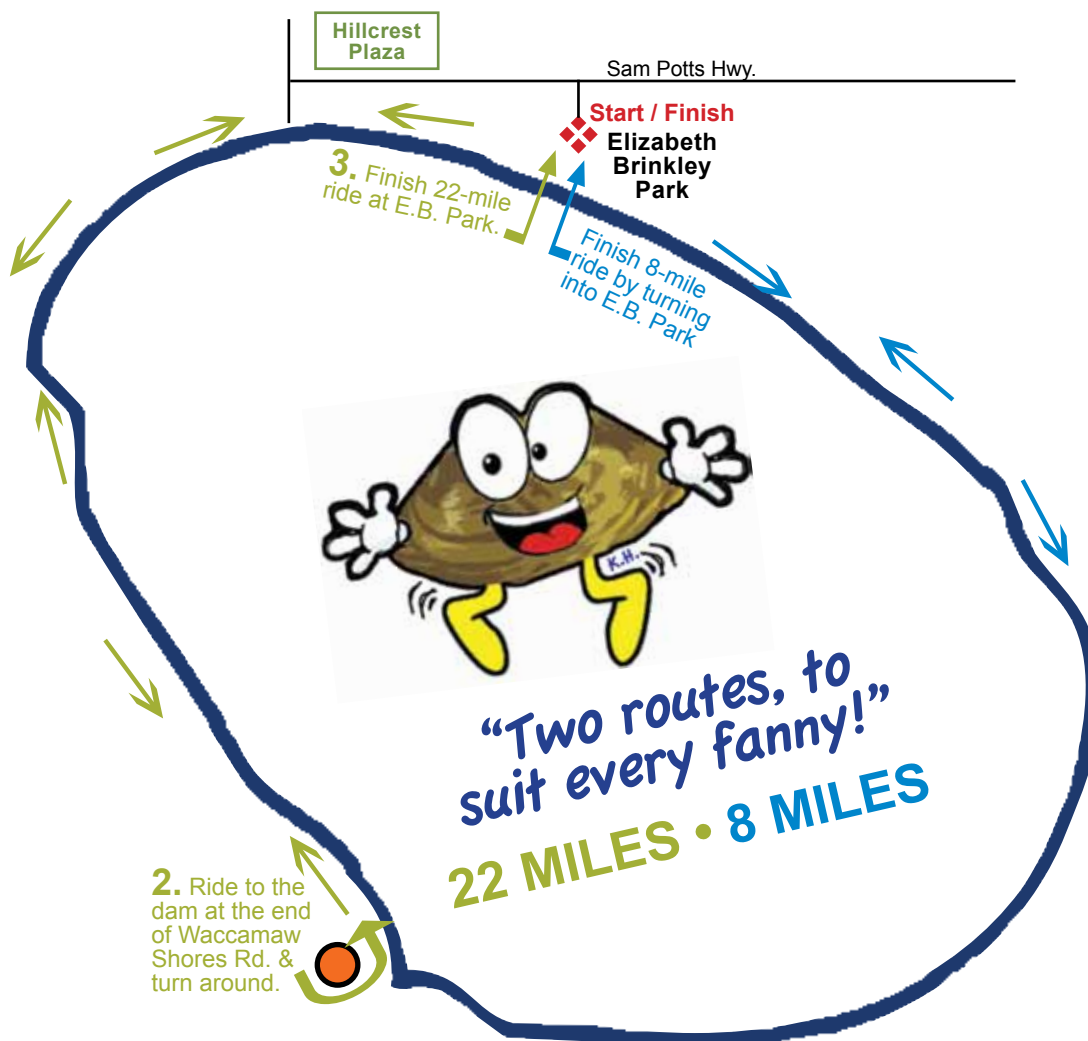 Hillcrest
Plaza
Sam Potts Hwy.
Start / Finish
Elizabeth
Brinkley
Park
3. Finish 22-mile
ride at E.B. Park.
Finish 8-mile
ride by turning
into E.B. Park
K.H.
“Two routes, to
suit every fanny!”
22 MILES • 8 MILES
2. Ride to the
dam at the end
of Waccamaw
Shores Rd. &
turn around.